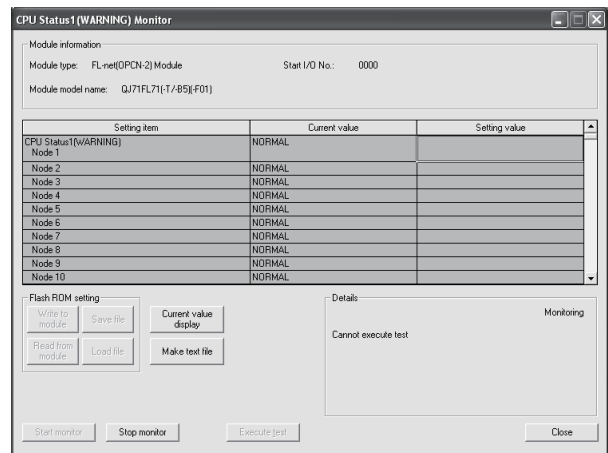 CPU Status1(WARNING) Monitor
Module information
Module type: FL-net(OPCN-2) Module Start I/O No.: 0000
Module model name: QJ71FL71(-T/-B5)(-F01)
Setting item Current value Setting value
CPU Status1(WARNING) NORMAL
Node 1
Node 2 NORMAL
Node 3 NORMAL
Node 4 NORMAL
Node 5 NORMAL
Node 6 NORMAL
Node 7 NORMAL
Node 8 NORMAL
Node 9 NORMAL
Node 10 NORMAL
Flash ROM setting
Write to module
Save file
Current value display
Read from module
Load file
Make text file
Details
Monitoring
Cannot execute test
Start monitor Stop monitor Execute test Close